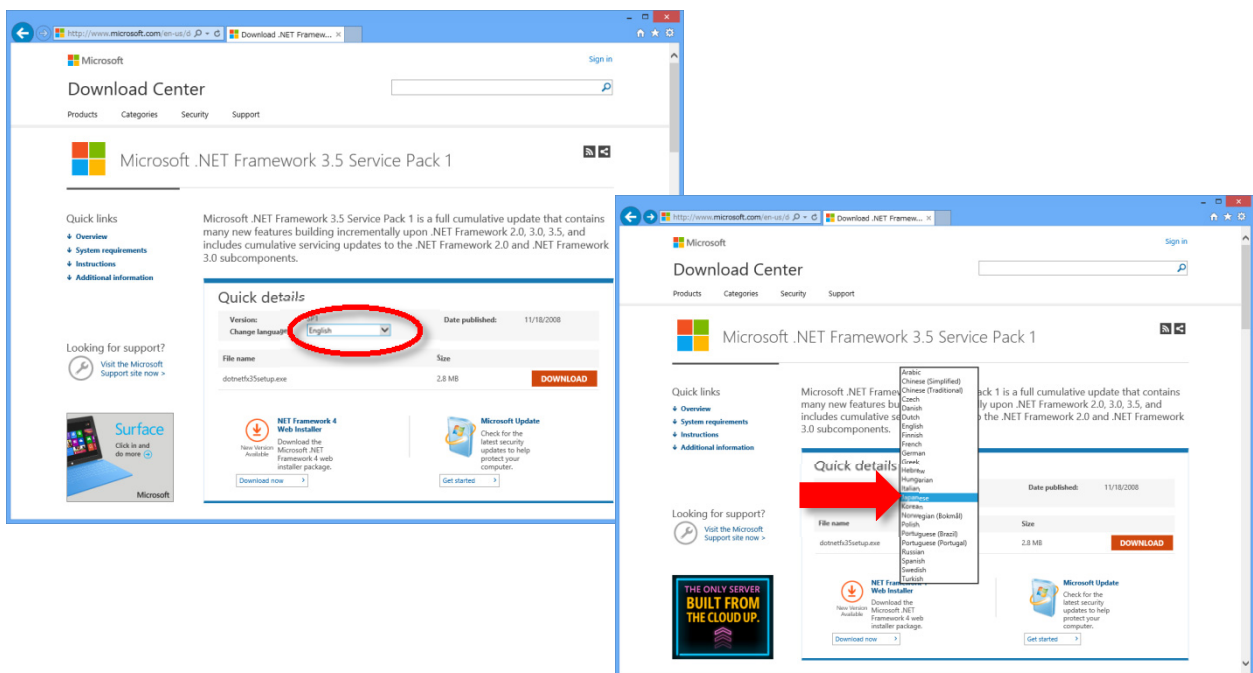 http://www.microsoft.com/en-us/d
Download .NET Framew...
Microsoft
Sign in
Download Center
Products Categories Security Support
Microsoft .NET Framework 3.5 Service Pack 1
Quick links
Overview
System requirements
Instructions
Additional information
Microsoft .NET Framework 3.5 Service Pack 1 is a full cumulative update that contains
many new features building incrementally upon .NET Framework 2.0, 3.0, 3.5, and
includes cumulative servicing updates to the .NET Framework 2.0 and .NET Framework
3.0 subcomponents.
Quick details
Version:
Date published: 11/18/2008
Change language:
English
File name Size
dotnetfx35setup.exe 2.8 MB DOWNLOAD
Looking for support?
Visit the Microsoft
Support site now >
Surface
Click in and
do more
Microsoft
New Version
Available
NET Framework 4
Web Installer
Download the
Microsoft .NET
Framework 4 web
installer package.
Download now >
Microsoft Update
Check for the
latest security
updates to help
protect your
computer.
Get started >
http://www.microsoft.com/en-us/d
Download .NET Framew...
Microsoft
Sign in
Download Center
Products Categories Security Support
Microsoft .NET Framework 3.5 Service Pack 1
Quick links
Overview
System requirements
Instructions
Additional information
Microsoft .NET Frame ack 1 is a full cumulative update that contains
many new features bu ly upon .NET Framework 2.0, 3.0, 3.5, and
includes cumulative se the .NET Framework 2.0 and .NET Framework
3.0 subcomponents.
Arabic
Chinese (Simplified)
Chinese (Traditional)
Czech
Danish
Dutch
English
Finnish
French
German
Greek
Hebrew
Hungarian
Italian
Japanese
Korean
Norwegian (Bokmål)
Polish
Portuguese (Brazil)
Portuguese (Portugal)
Russian
Spanish
Swedish
Turkish
Quick details
Date published: 11/18/2008
File name Size
dotnetfx35setup.exe 2.8 MB DOWNLOAD
Looking for support?
Visit the Microsoft
Support site now >
THE ONLY SERVER
BUILT FROM
THE CLOUD UP.
New Version
Available
NET Fram
Web Installer
Download the
Microsoft .NET
Framework 4 web
installer package.
Download now >
Microsoft Update
Check for the
latest security
updates to help
protect your
computer.
Get started >